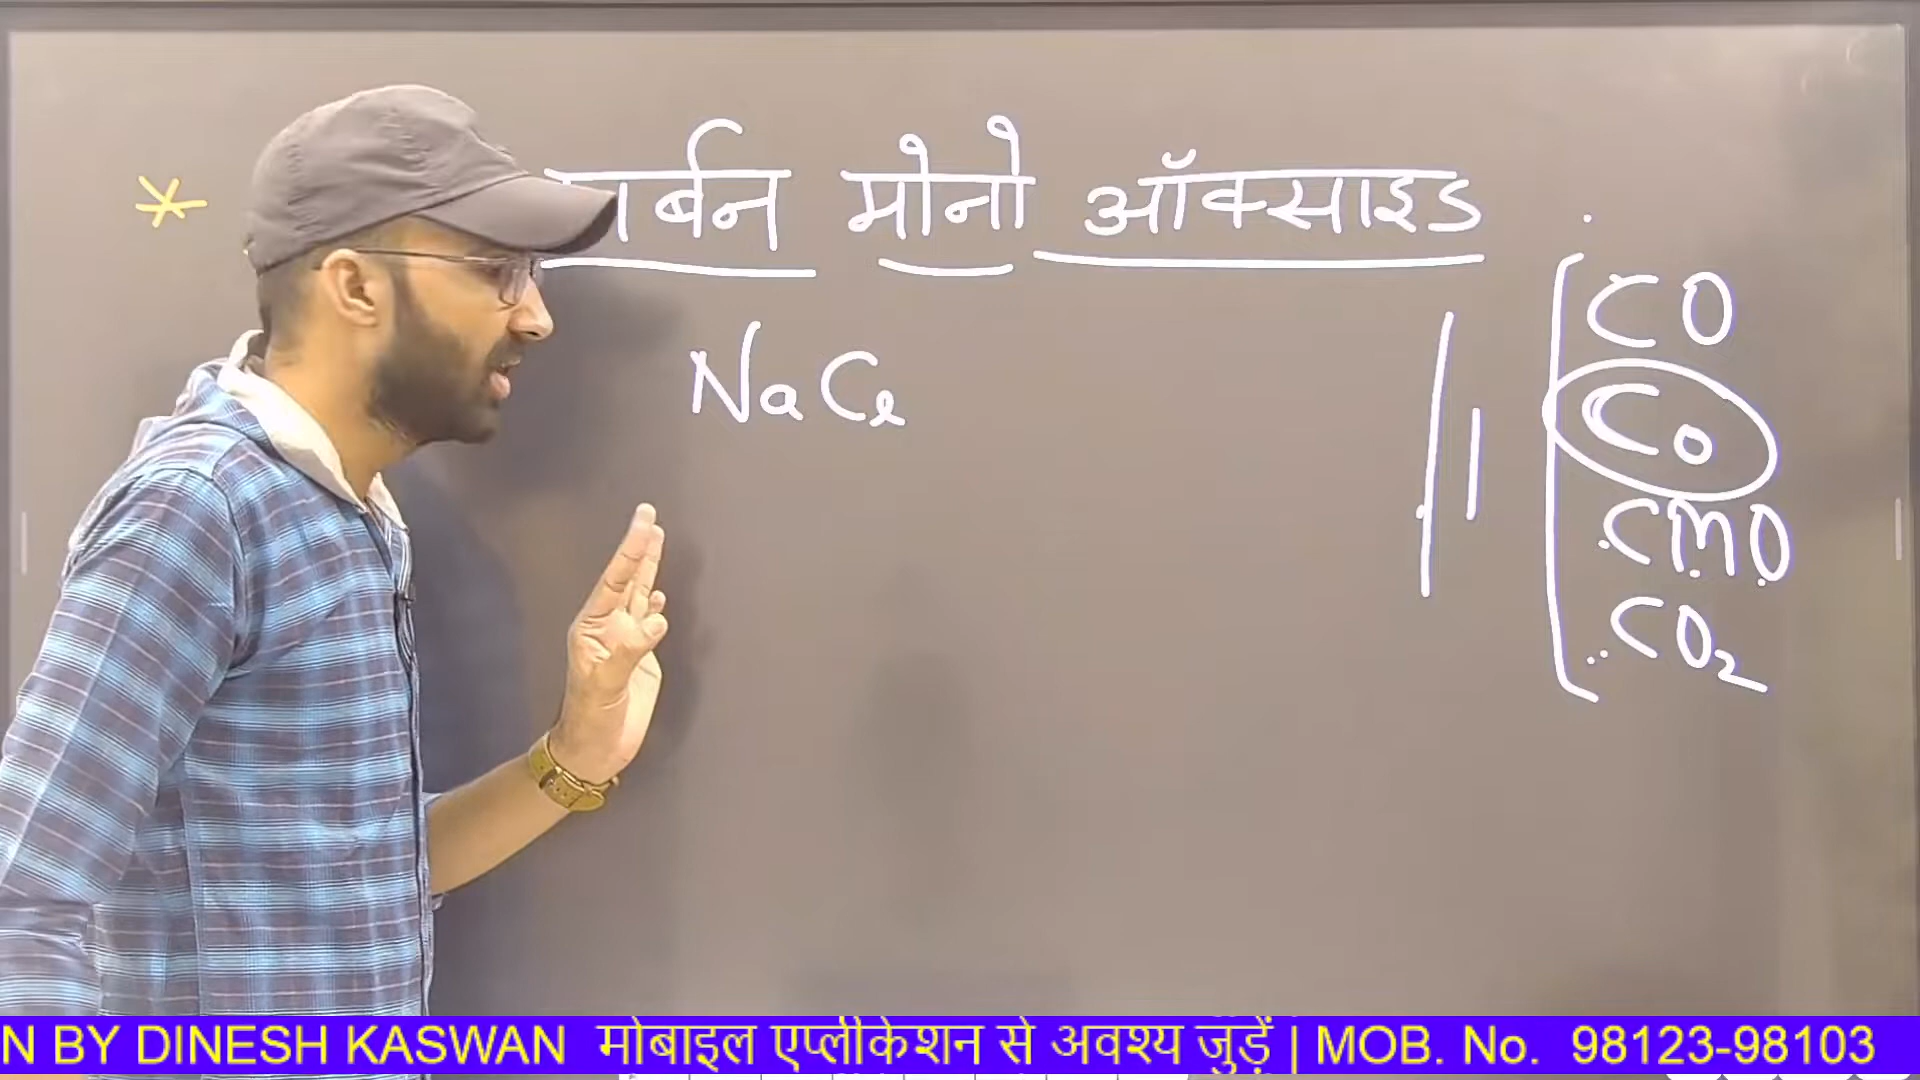 र्बन मोनो ऑक्साइड
NaCl
CO
Co
CMO
CO₂
N BY DINESH KASWAN मोबाइल एप्लीकेशन से अवश्य जुड़ें | MOB. No. 98123-98103